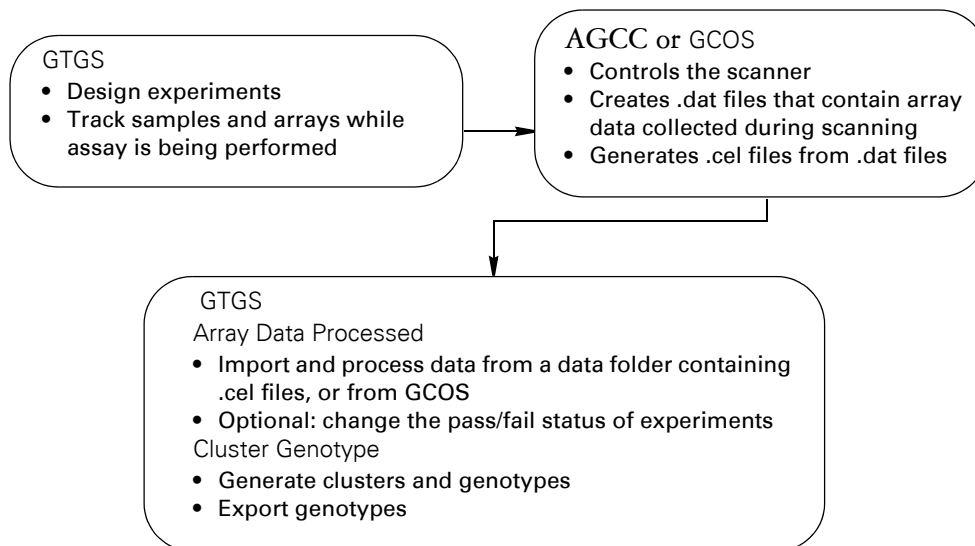 GTGS
• Design experiments
• Track samples and arrays while
assay is being performed
AGCC or GCOS
• Controls the scanner
• Creates .dat files that contain array
data collected during scanning
• Generates .cel files from .dat files
GTGS
Array Data Processed
• Import and process data from a data folder containing
.cel files, or from GCOS
• Optional: change the pass/fail status of experiments
Cluster Genotype
• Generate clusters and genotypes
• Export genotypes